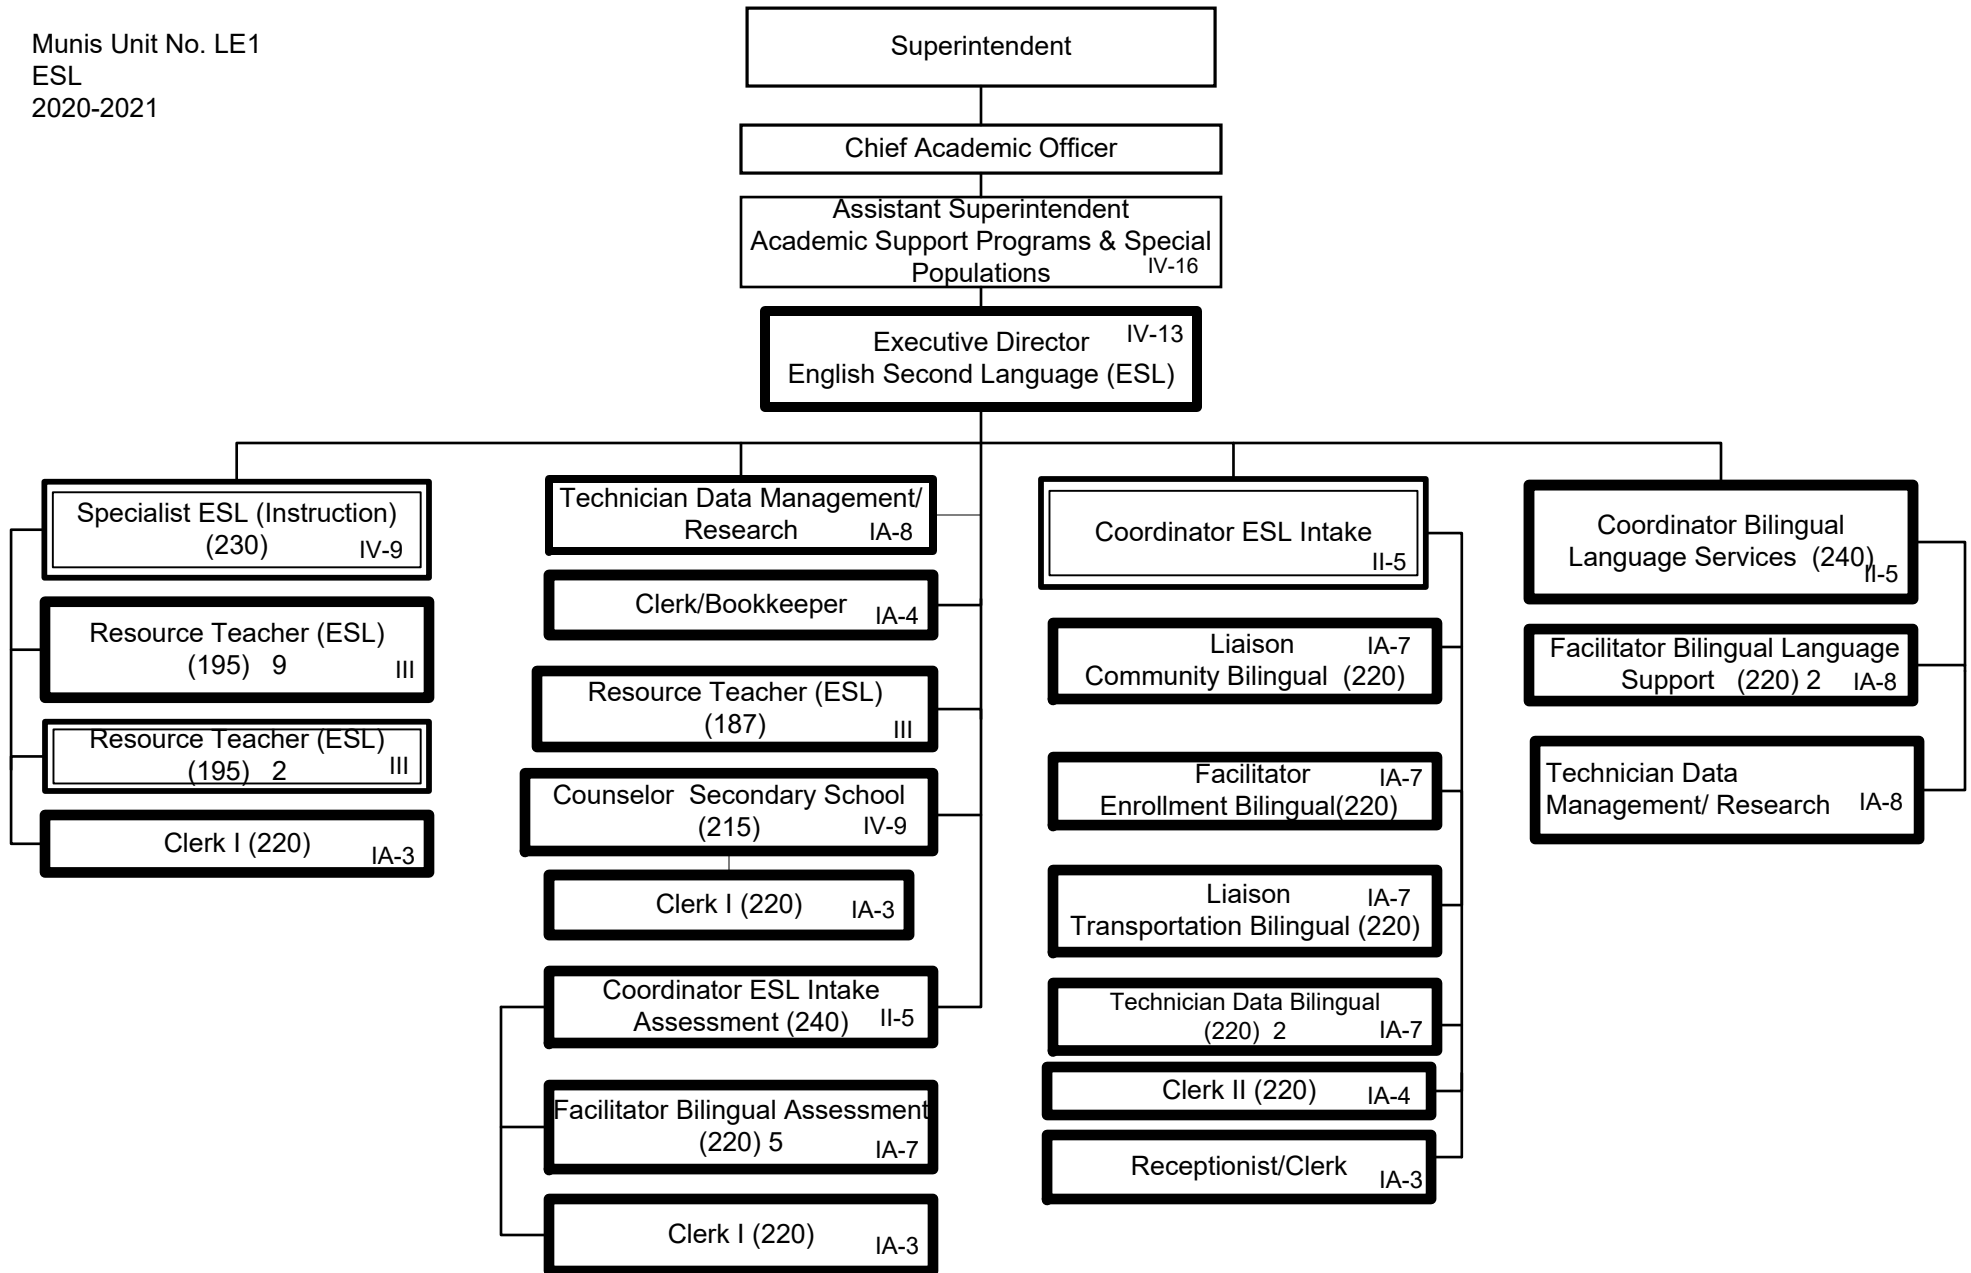 Munis Unit No. LE1
ESL
2020-2021
Superintendent
Chief Academic Officer
Assistant Superintendent
Academic Support Programs & Special
Populations
IV-16
Executive Director
IV-13
English Second Language (ESL)
Specialist ESL (Instruction)
(230)
IV-9
Resource Teacher (ESL)
(195) 9
III
Resource Teacher (ESL)
(195) 2
III
Clerk I (220)
IA-3
Technician Data Management/
Research
IA-8
Clerk/Bookkeeper
IA-4
Resource Teacher (ESL)
(187)
III
Counselor Secondary School
(215)
IV-9
Clerk I (220)
IA-3
Coordinator ESL Intake
Assessment (240)
II-5
Facilitator Bilingual Assessment
(220) 5
IA-7
Clerk I (220)
IA-3
Coordinator ESL Intake
II-5
Liaison
IA-7
Community Bilingual (220)
Facilitator
IA-7
Enrollment Bilingual(220)
Liaison
IA-7
Transportation Bilingual (220)
Technician Data Bilingual
(220) 2
IA-7
Clerk II (220)
IA-4
Receptionist/Clerk
IA-3
Coordinator Bilingual
Language Services (240)
II-5
Facilitator Bilingual Language
Support (220) 2
IA-8
Technician Data
Management/ Research
IA-8